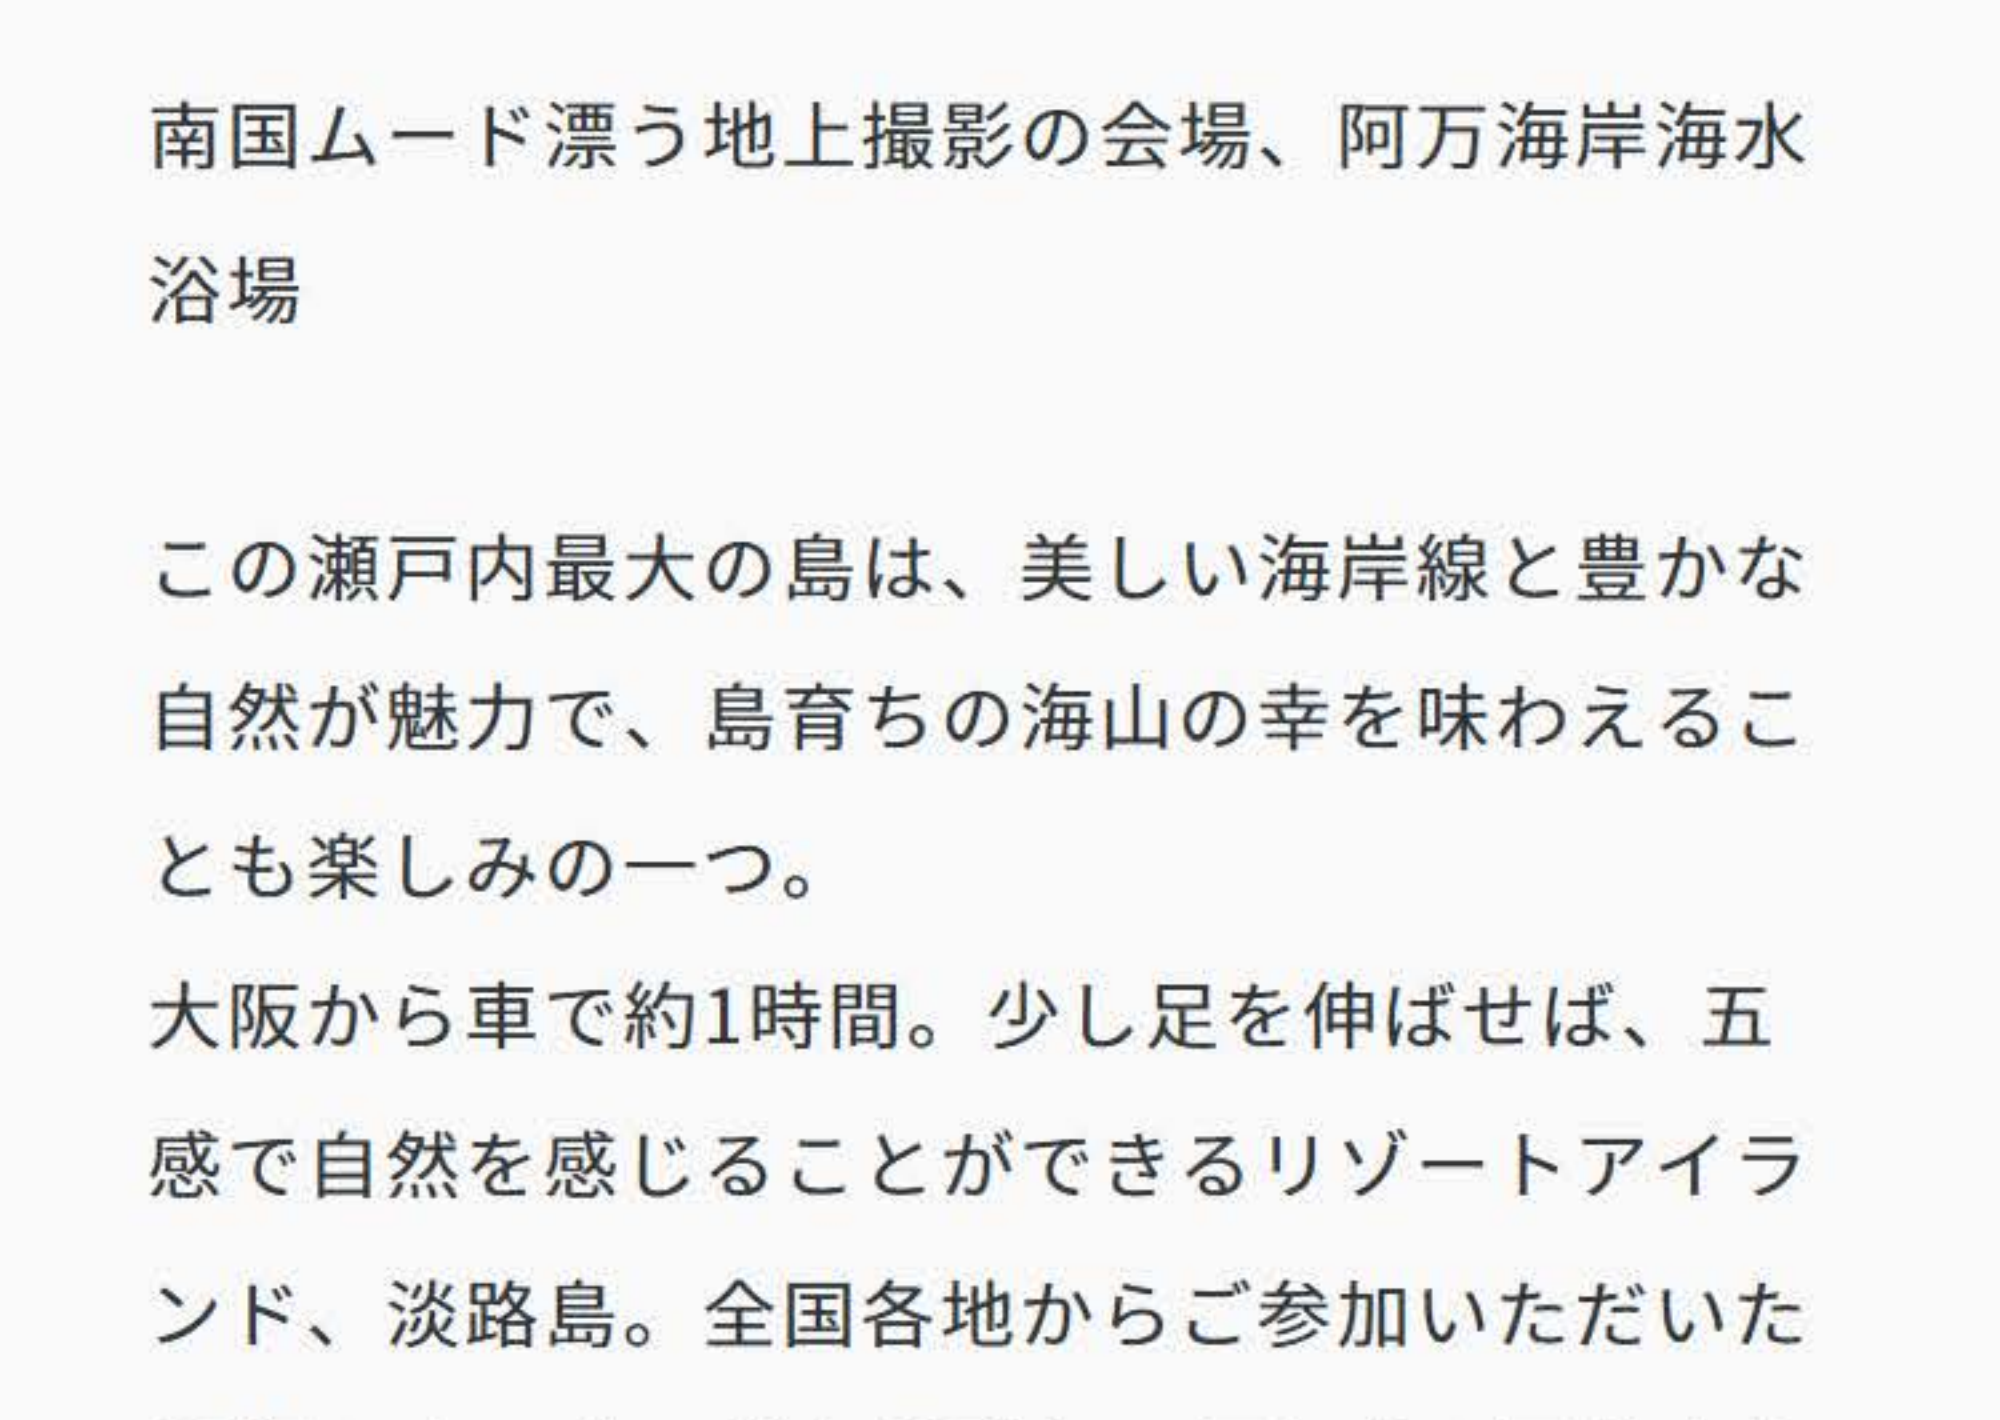 南国ムード漂う地上撮影の会場、阿万海岸海水
浴場
この瀬戸内最大の島は、美しい海岸線と豊かな
自然が魅力で、島育ちの海山の幸を味わえるこ
とも楽しみの一つ。
大阪から車で約1時間。少し足を伸ばせば、五
感で自然を感じることができるリゾートアイラ
ンド、淡路島。全国各地からご参加いただいた